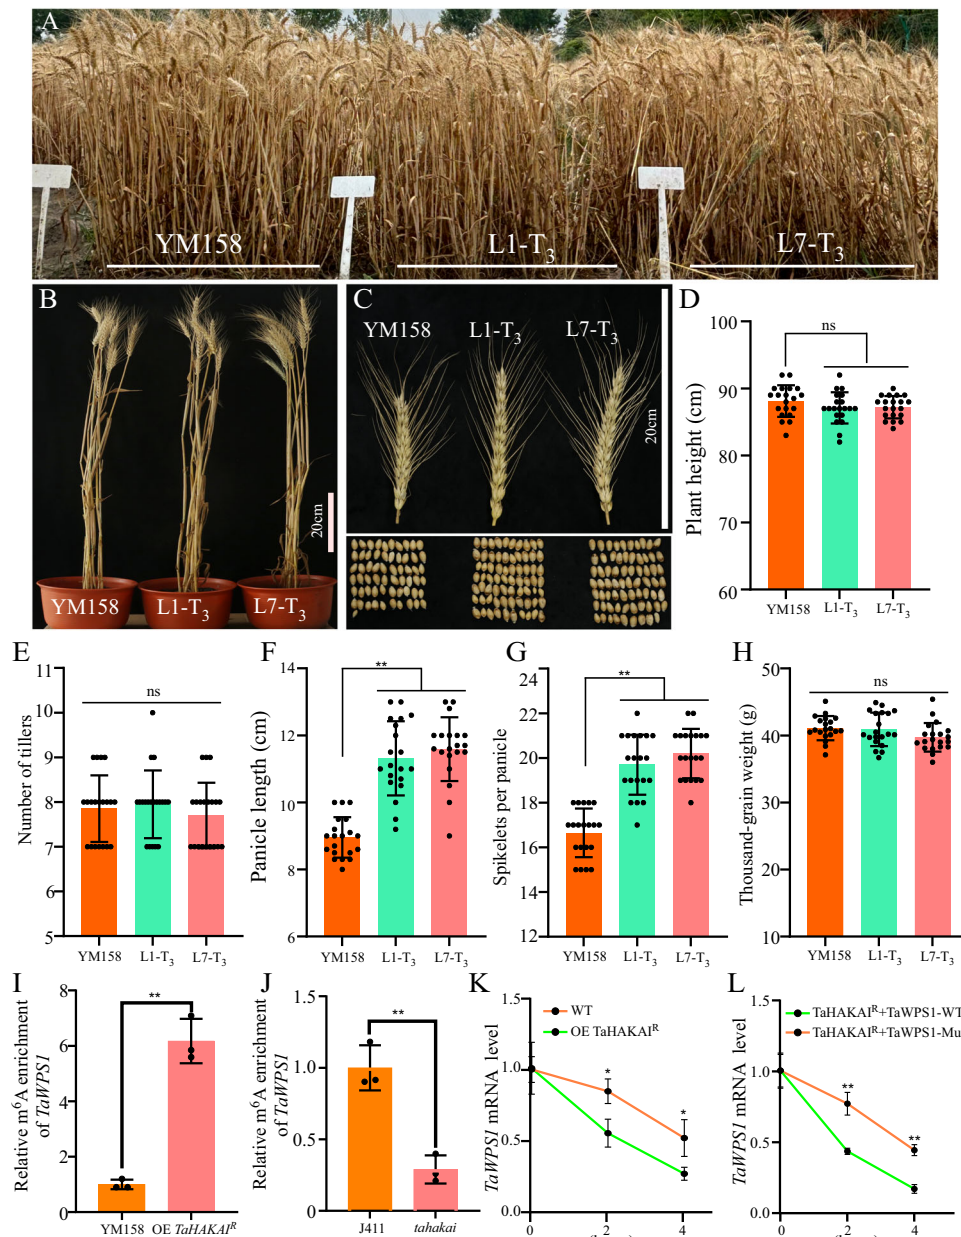 A
YM158
L1-T3
L7-T3
B
YM158
L1-T3
L7-T3
20cm
C
YM158
L1-T3
L7-T3
20cm
D
Plant height (cm)
100
90
80
70
60
ns
YM158
L1-T3
L7-T3
E
Number of tillers
11
10
9
8
7
6
5
ns
YM158
L1-T3
L7-T3
F
Panicle length (cm)
14
12
10
8
6
**
YM158
L1-T3
L7-T3
G
Spikelets per panicle
22
20
18
16
14
12
**
YM158
L1-T3
L7-T3
H
Thousand-grain weight (g)
50
40
30
20
10
ns
YM158
L1-T3
L7-T3
I
Relative m⁶A enrichment
of TaWPS1
8
6
4
2
0
**
YM158
OE TaHAKAIᴿ
J
Relative m⁶A enrichment
of TaWPS1
1.5
1.0
0.5
0.0
**
J411
tahakai
K
TaWPS1 mRNA level
1.5
1.0
0.5
0.0
WT
OE TaHAKAIᴿ
*
*
0
2
4
L
TaWPS1 mRNA level
1.5
1.0
0.5
0.0
TaHAKAIᴿ+TaWPS1-WT
TaHAKAIᴿ+TaWPS1-Mu
**
**
0
2
4